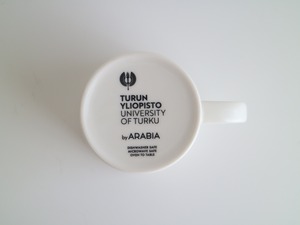 TURUN
YLIOPISTO
UNIVERSITY
OF TURKU
by ARABIA
DISHWASHER SAFE
MICROWAVE SAFE
OVEN TO TABLE